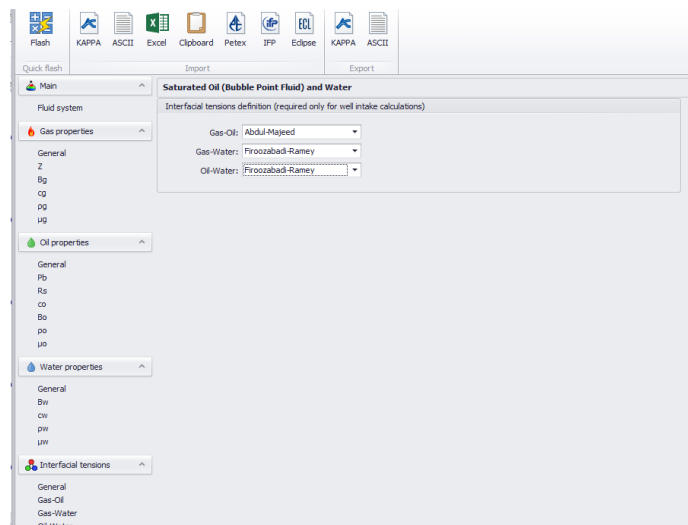 Flash
KAPPA
ASCII
Excel
Clipboard
Petex
IFP
Eclipse
KAPPA
ASCII
Quick flash
Import
Export
Main
Fluid system
Gas properties
General
Z
Bg
cg
ρg
μg
Oil properties
General
Pb
Rs
co
Bo
ρo
μo
Water properties
General
Bw
cw
ρw
μw
Interfacial tensions
General
Gas-Oil
Gas-Water
Saturated Oil (Bubble Point Fluid) and Water
Interfacial tensions definition (required only for well intake calculations)
Gas-Oil: Abdul-Majeed
Gas-Water: Firoozabadi-Ramey
Oil-Water: Firoozabadi-Ramey